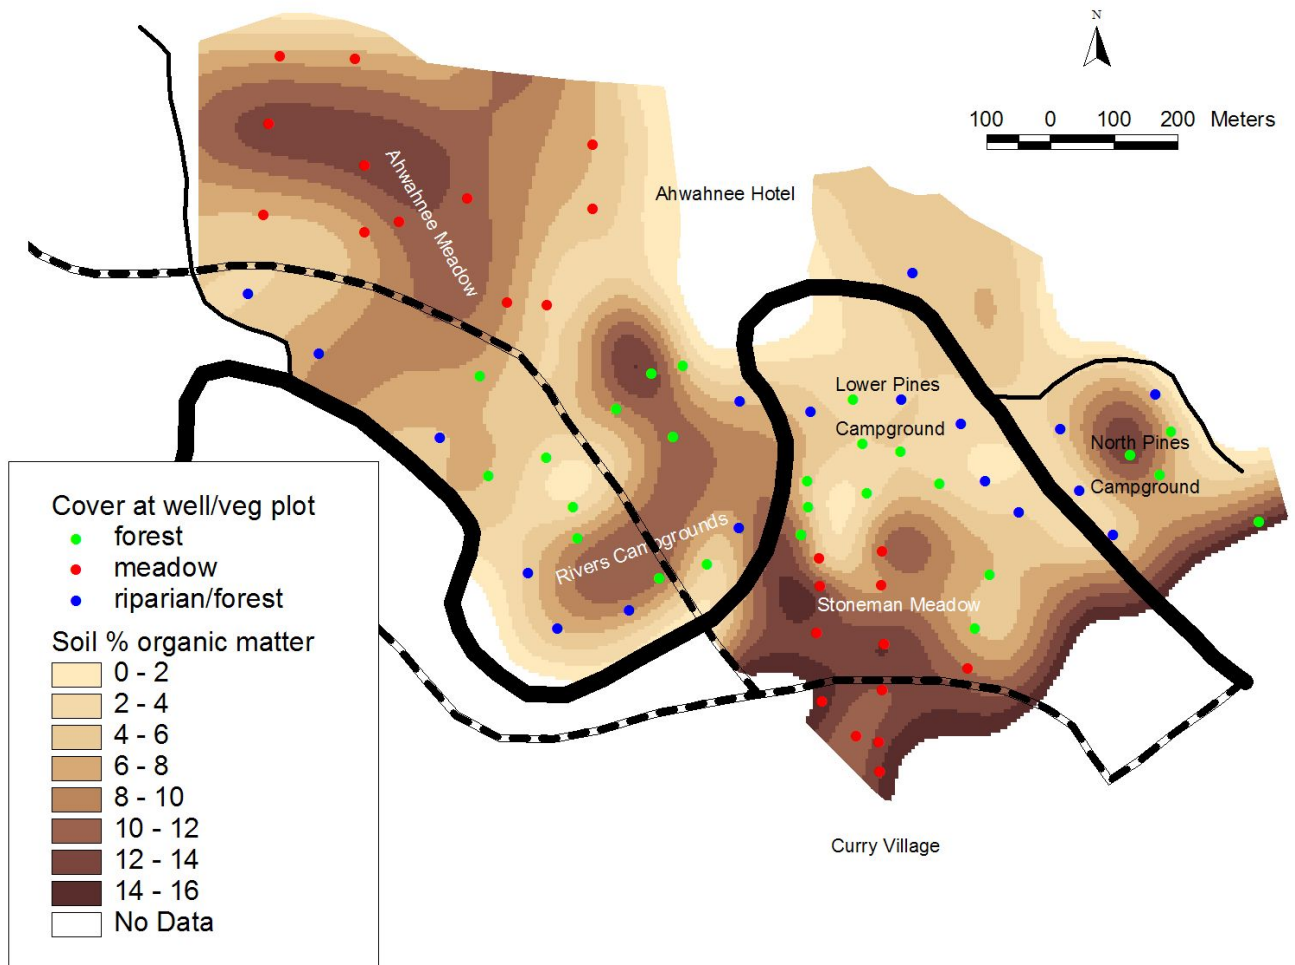 N
100 0 100 200 Meters
Ahwahnee Meadow
Ahwahnee Hotel
Lower Pines
Campground
North Pines
Campground
Rivers Campgrounds
Stoneman Meadow
Curry Village
Cover at well/veg plot
forest
meadow
riparian/forest
Soil % organic matter
0 - 2
2 - 4
4 - 6
6 - 8
8 - 10
10 - 12
12 - 14
14 - 16
No Data